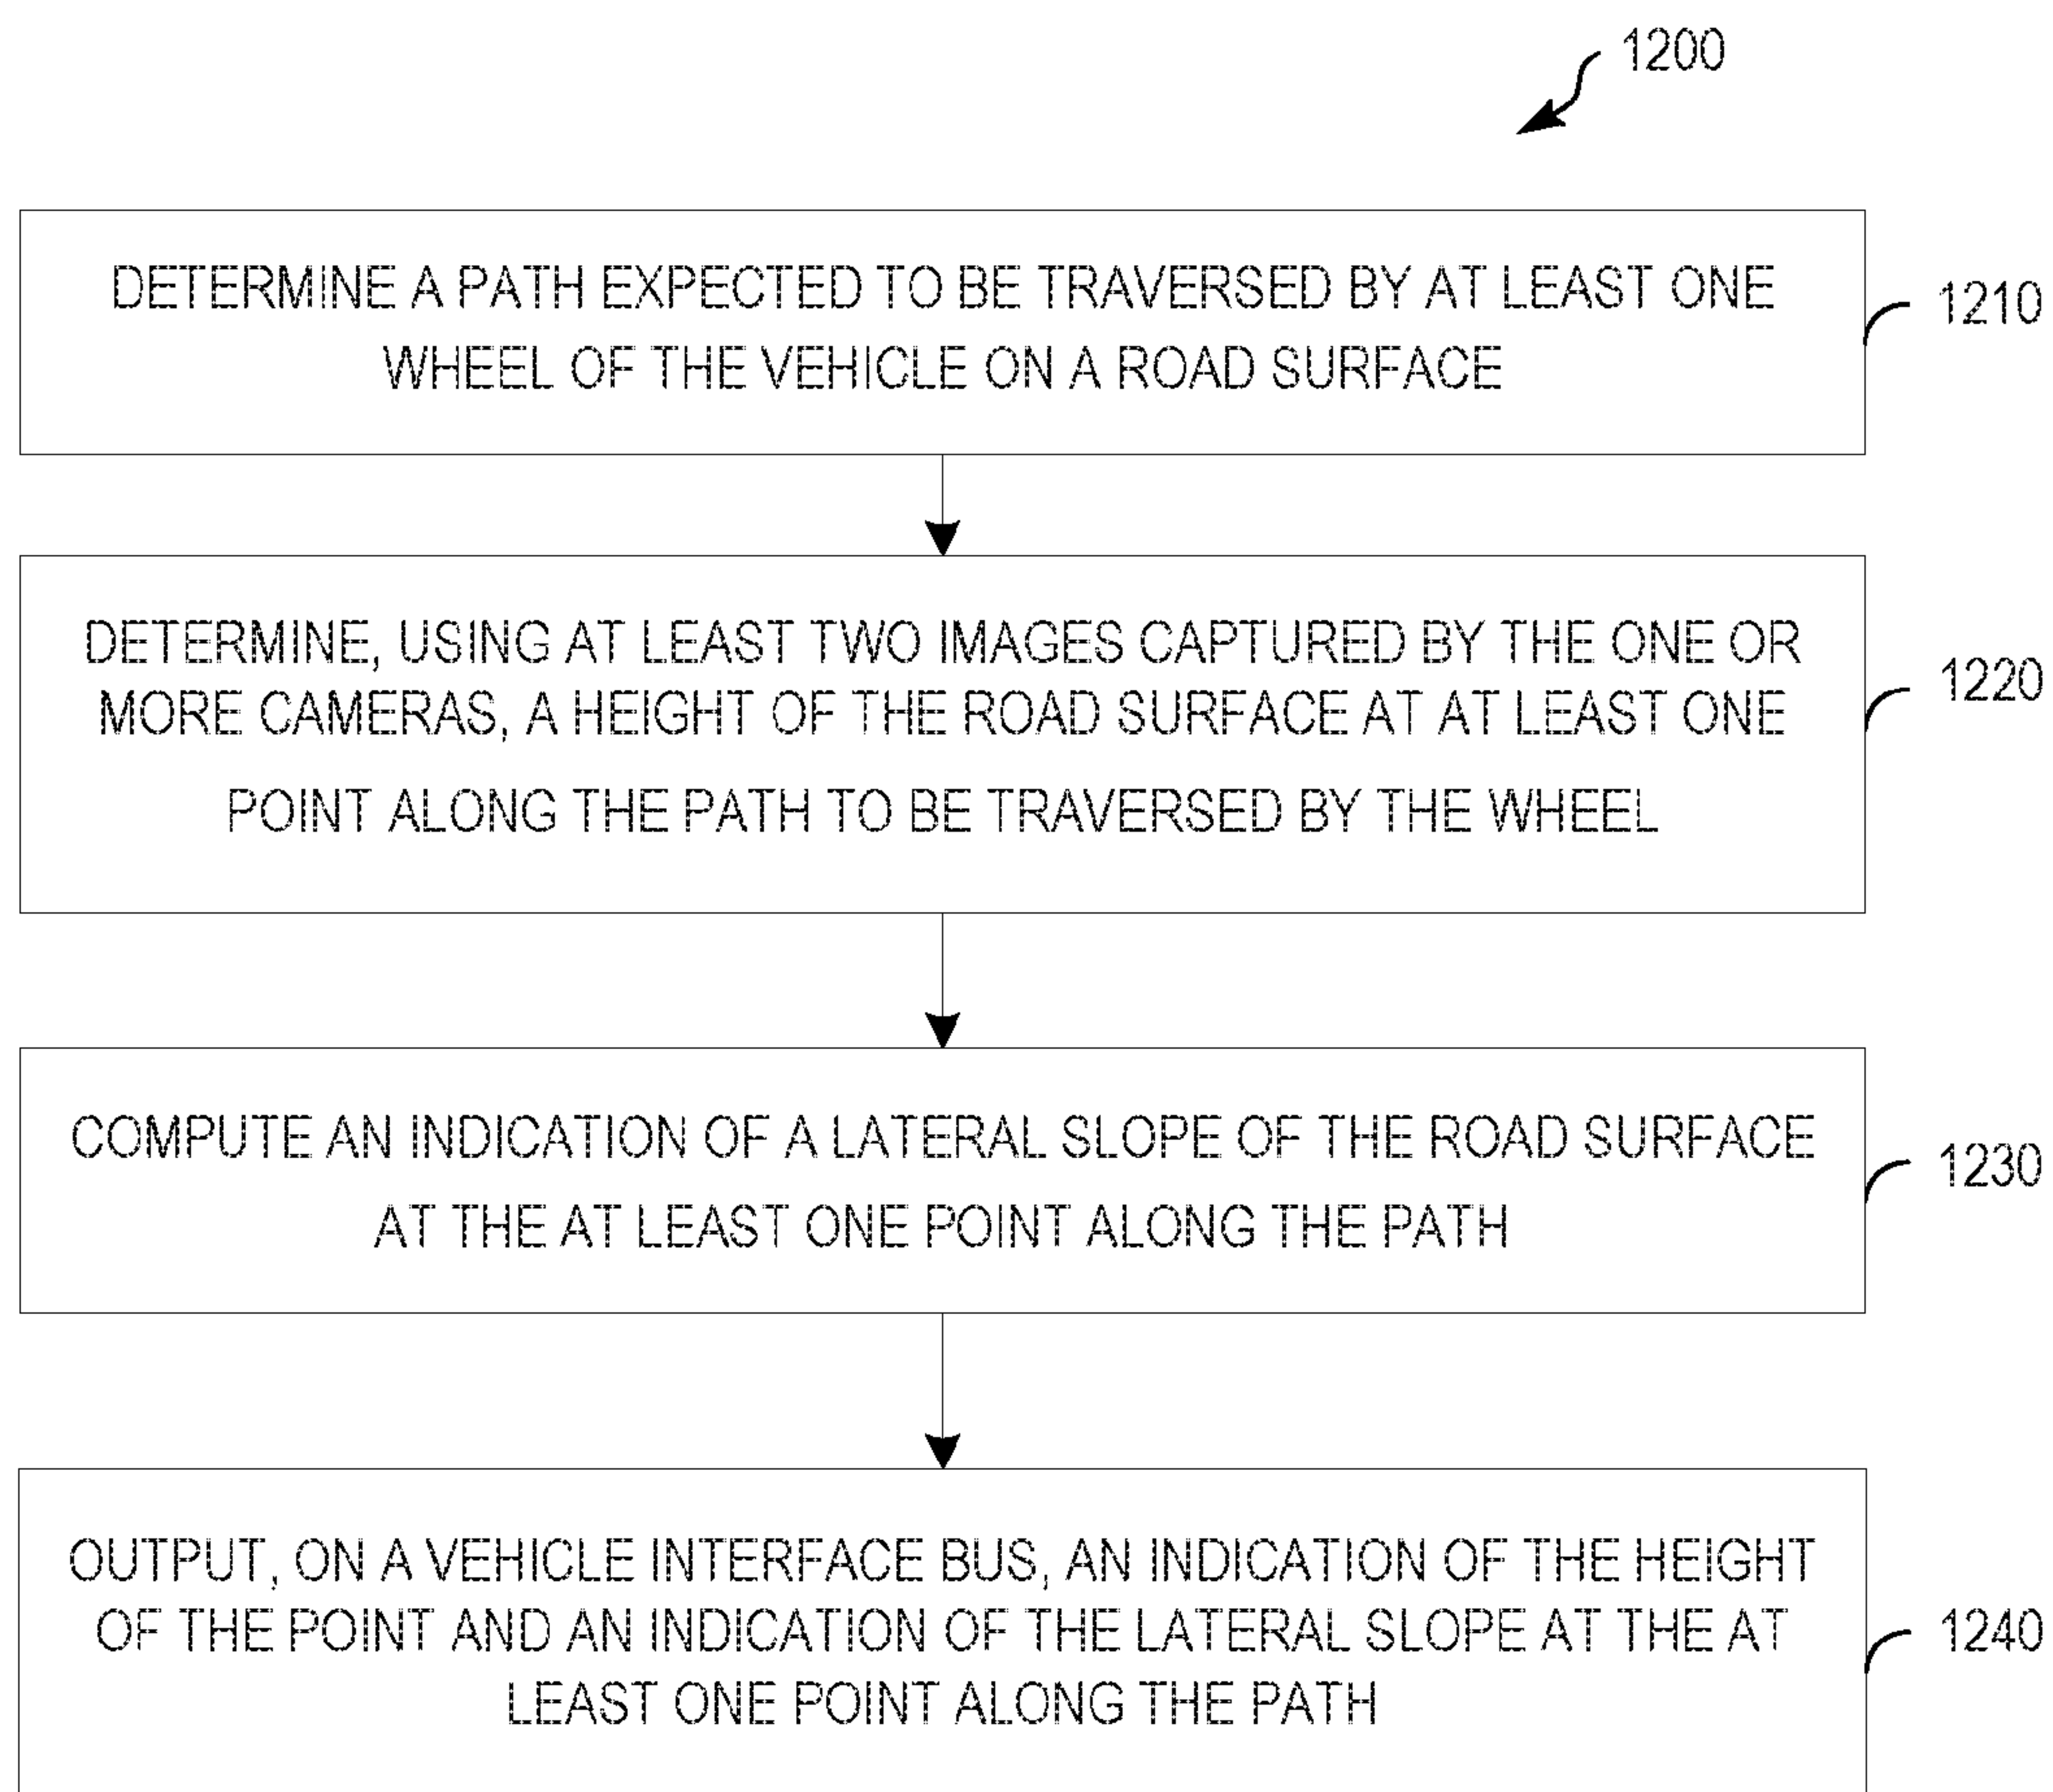 1200
DETERMINE A PATH EXPECTED TO BE TRAVERSED BY AT LEAST ONE
WHEEL OF THE VEHICLE ON A ROAD SURFACE
1210
DETERMINE, USING AT LEAST TWO IMAGES CAPTURED BY THE ONE OR
MORE CAMERAS, A HEIGHT OF THE ROAD SURFACE AT AT LEAST ONE
POINT ALONG THE PATH TO BE TRAVERSED BY THE WHEEL
1220
COMPUTE AN INDICATION OF A LATERAL SLOPE OF THE ROAD SURFACE
AT THE AT LEAST ONE POINT ALONG THE PATH
1230
OUTPUT, ON A VEHICLE INTERFACE BUS, AN INDICATION OF THE HEIGHT
OF THE POINT AND AN INDICATION OF THE LATERAL SLOPE AT THE AT
LEAST ONE POINT ALONG THE PATH
1240